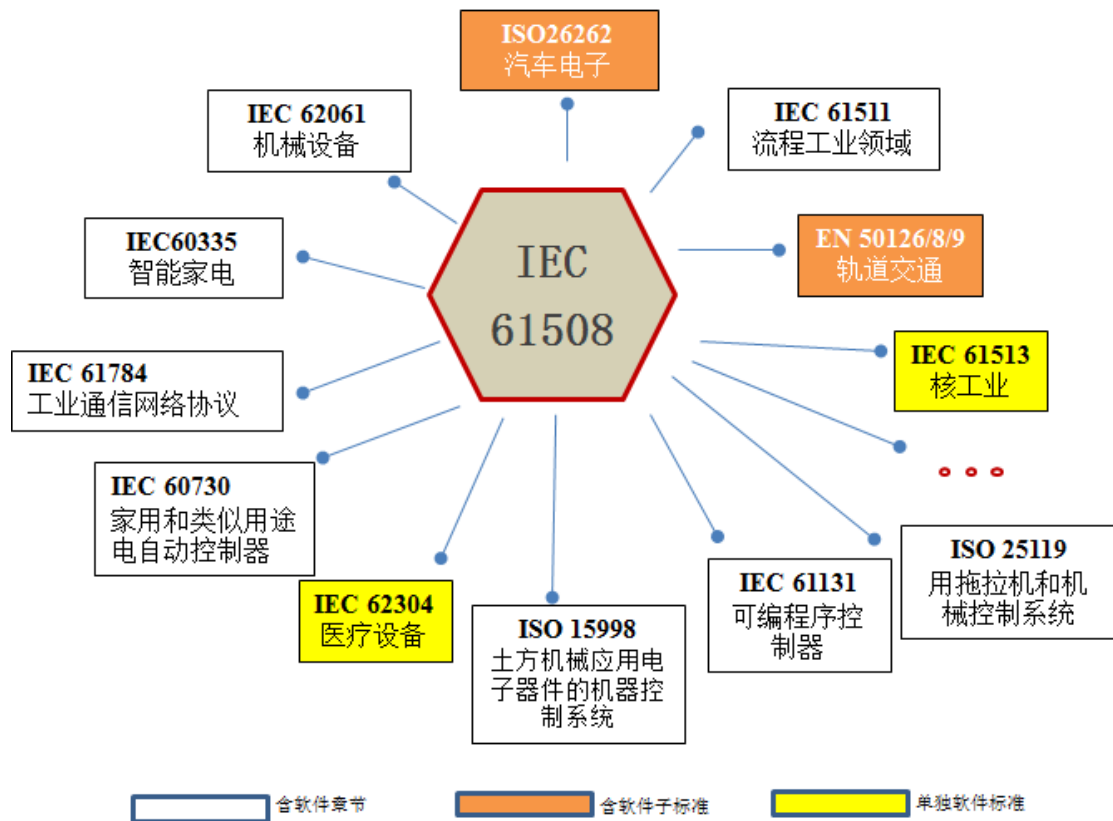 ISO26262
汽车电子
IEC 62061
机械设备
IEC 61511
流程工业领域
IEC60335
智能家电
IEC
61508
EN 50126/8/9
轨道交通
IEC 61784
工业通信网络协议
IEC 61513
核工业
IEC 60730
家用和类似用途
电自动控制器
IEC 62304
医疗设备
ISO 15998
土方机械应用电
子器件的机器控
制系统
IEC 61131
可编程序控
制器
ISO 25119
用拖拉机和机
械控制系统
含软件章节
含软件子标准
单独软件标准